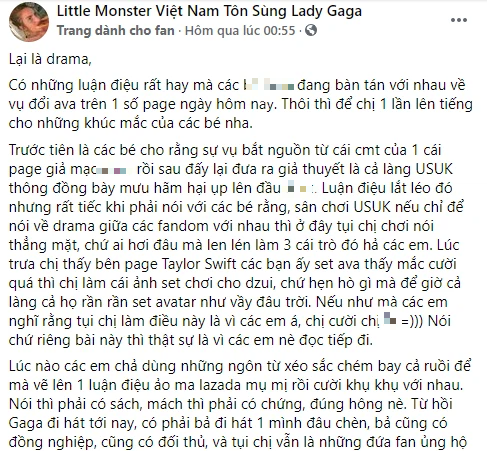 Little Monster Việt Nam Tôn Sùng Lady Gaga
Trang dành cho fan · Hôm qua lúc 00:55 ·
Lại là drama,
Có những luận điệu rất hay mà các b đang bàn tán với nhau về
vụ đổi ava trên 1 số page ngày hôm nay. Thôi thì để chị 1 lần lên tiếng
cho những khúc mắc của các bé nha.
Trước tiên là các bé cho rằng sự vụ bắt nguồn từ cái cmt của 1 cái
page giả mạo rồi sau đấy lại đưa ra giả thuyết là cả làng USUK
thông đồng bày mưu hãm hại ụp lên đầu . Luận điệu lắt léo đó
nhưng rất tiếc khi phải nói với các bé rằng, sân chơi USUK nếu chỉ để
nói về drama giữa các fandom với nhau thì ở đây tụi chị chơi nói
thẳng mặt, chứ ai hơi đâu mà len lén làm 3 cái trò đó hả các em. Lúc
trưa chị thấy bên page Taylor Swift các bạn ấy set ava thấy mắc cười
quá thì chị làm cái ảnh set chơi cho dzui, chứ hẹn hò gì mà để giờ cả
làng cả họ rần rần set avatar như vầy đâu trời. Nếu như mà các em
nghĩ rằng tụi chị làm điều này là vì các em á, chị cười chị =))) Nói
chứ riêng bài này thì thật sự là vì các em nè đọc tiếp đi.
Lúc nào các em chả dùng những ngôn từ xéo sắc chém bay cả ruồi để
mà vẽ lên 1 luận điệu ảo ma lazada mụ mị rồi cười khụ khụ với nhau.
Nói thì phải có sách, mách thì phải có chứng, đúng hông nè. Từ hồi
Gaga đi hát tới nay, có phải bả đi hát 1 mình đâu chèn, bả cũng có
đồng nghiệp, cũng có đối thủ, và tụi chị vẫn là những đứa fan ủng hộ